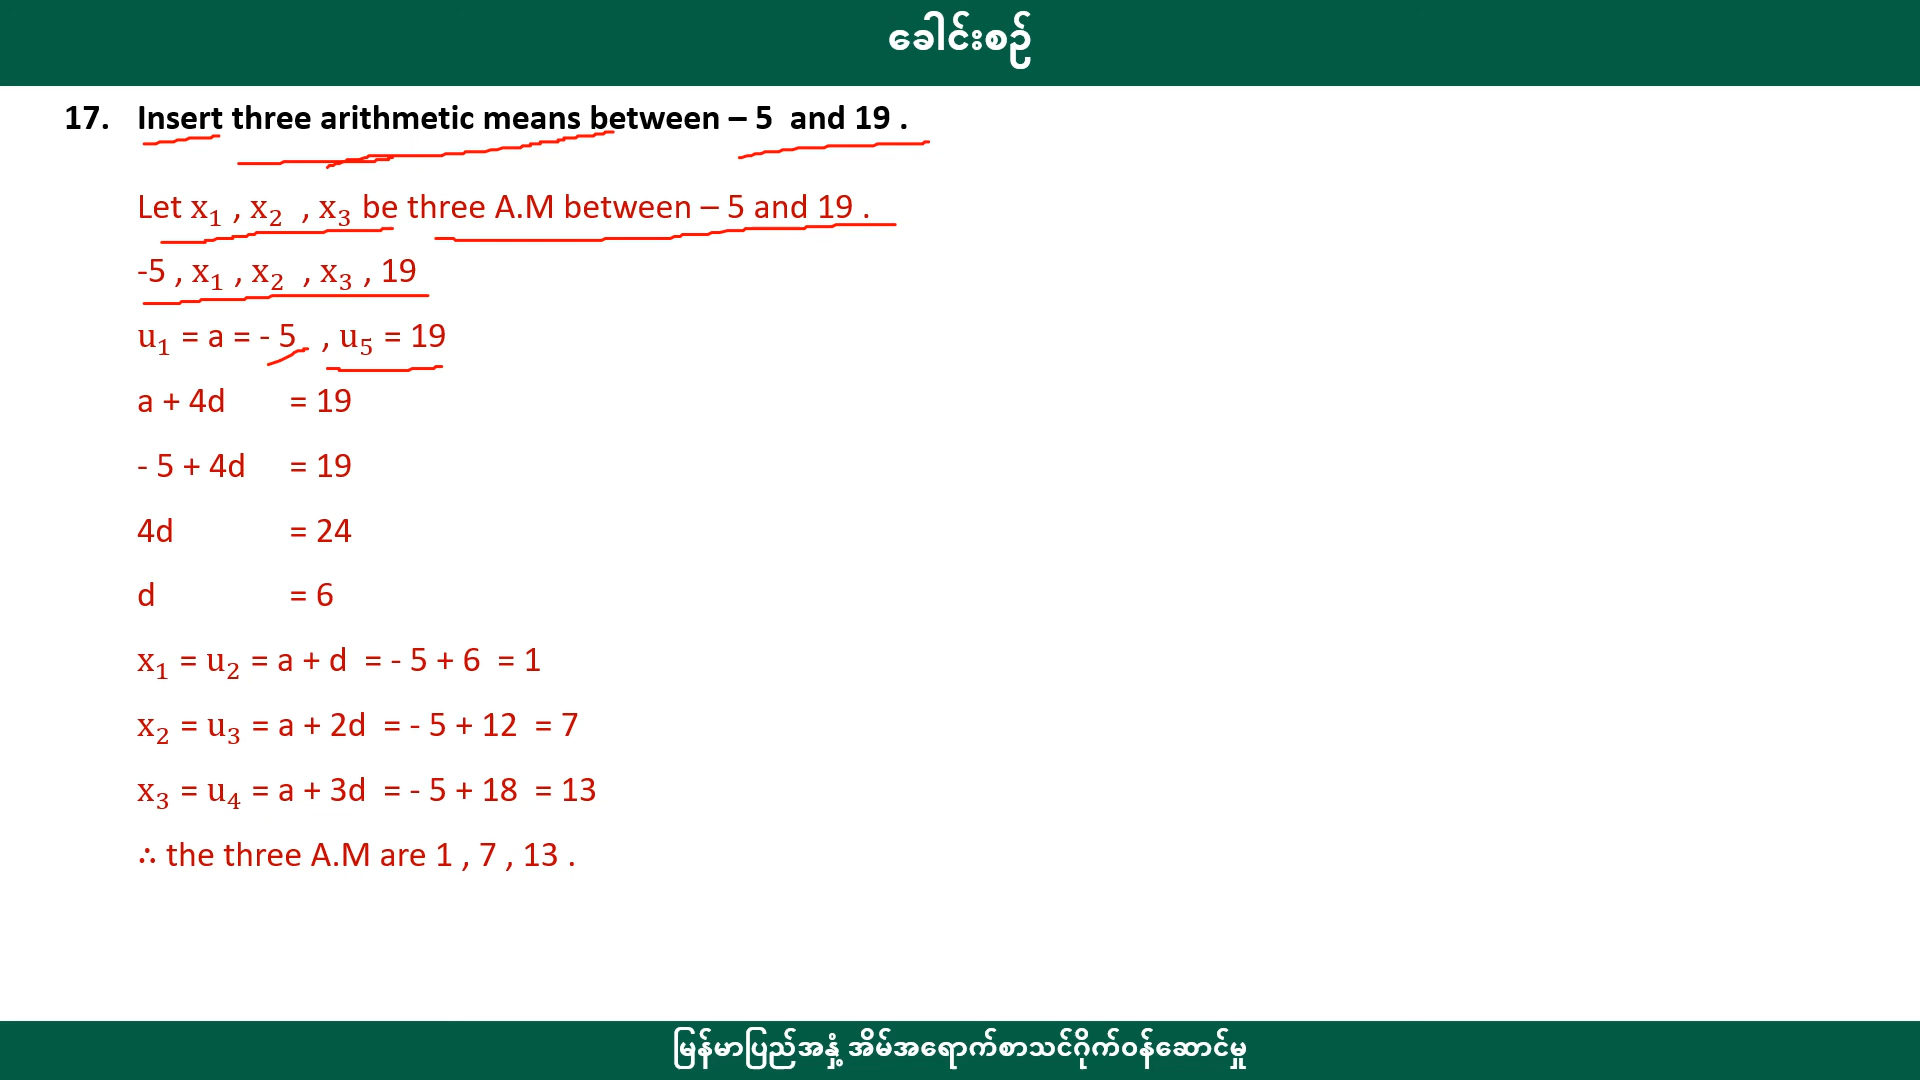 ခေါင်းစဉ်
17. Insert three arithmetic means between – 5 and 19 .
Let x₁ , x₂ , x₃ be three A.M between – 5 and 19 .
-5 , x₁ , x₂ , x₃ , 19
u₁ = a = - 5 , u₅ = 19
a + 4d = 19
- 5 + 4d = 19
4d = 24
d = 6
x₁ = u₂ = a + d = - 5 + 6 = 1
x₂ = u₃ = a + 2d = - 5 + 12 = 7
x₃ = u₄ = a + 3d = - 5 + 18 = 13
∴ the three A.M are 1 , 7 , 13 .
မြန်မာပြည်အနှံ့ အိမ်အရောက်စာသင်ဂိုက်ဝန်ဆောင်မှု